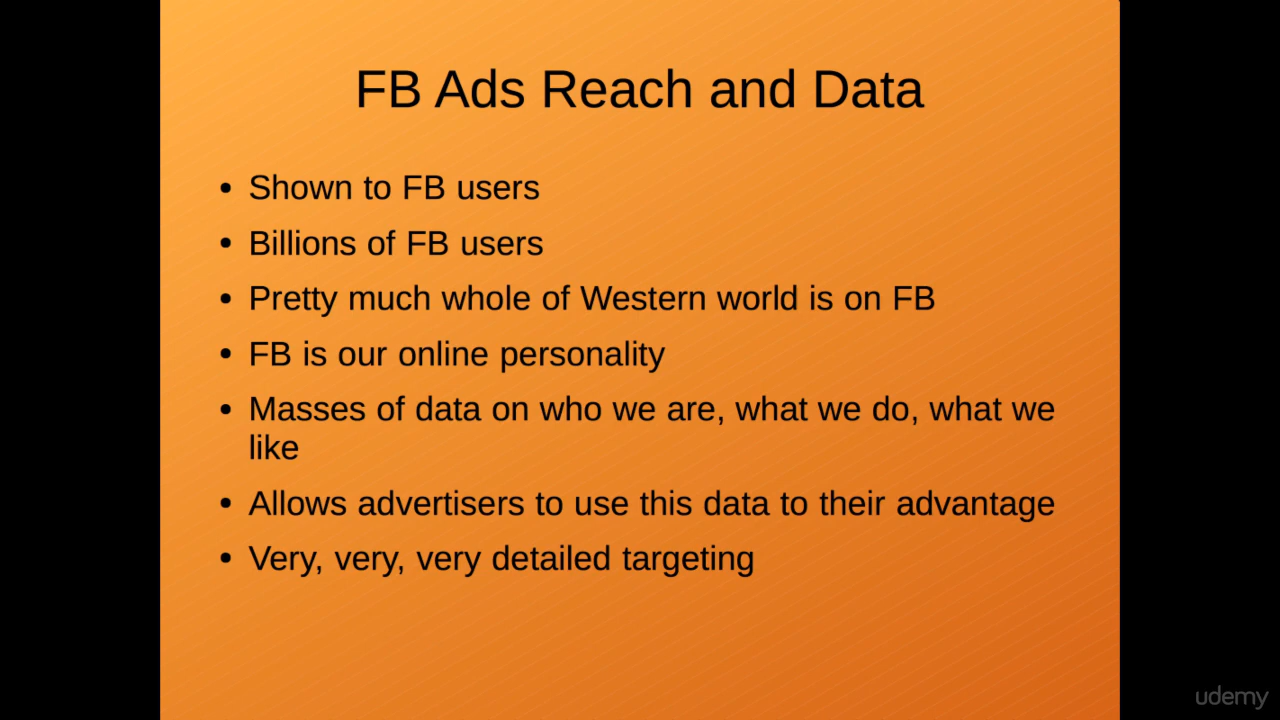 FB Ads Reach and Data
• Shown to FB users
• Billions of FB users
• Pretty much whole of Western world is on FB
• FB is our online personality
• Masses of data on who we are, what we do, what we
like
• Allows advertisers to use this data to their advantage
• Very, very, very detailed targeting
udemy